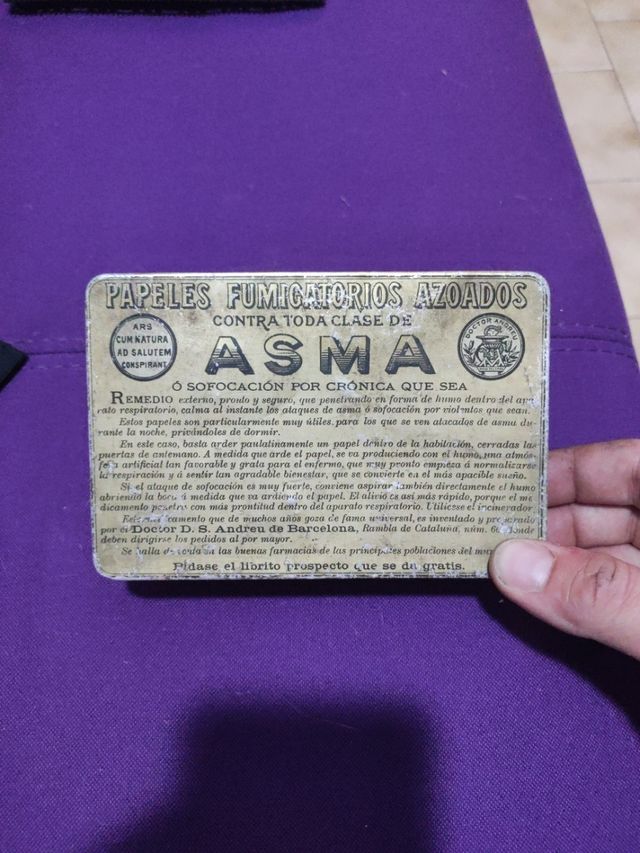 PAPELES FUMIGATORIOS AZOADOS
CONTRA TODA CLASE DE
ARS
CUM NATURA
AD SALUTEM
CONSPIRANT
ASMA
DOCTOR ANDREU
Ó SOFOCACIÓN POR CRÓNICA QUE SEA
REMEDIO externo, pronto y seguro, que penetrando en forma de humo dentro del apa
rato respiratorio, calma al instante los ataques de asma ó sofocación por violentos que sean.
Estos papeles son particularmente muy útiles para los que se ven atacados de asma du-
rante la noche, privándoles de dormir.
En este caso, basta arder paulatinamente un papel dentro de la habitación, cerradas las
puertas de antemano. A medida que arde el papel, se va produciendo con el humo, una atmós-
fera artificial tan favorable y grata para el enfermo, que muy pronto empieza á normalizarse
la respiración y á sentir tan agradable bienestar, que se convierte en el más apacible sueño.
Si el ataque de sofocación es muy fuerte, conviene aspirar también directamente el humo
abriendo la boca á medida que va ardiendo el papel. El alivio es así más rápido, porque el me
dicamento penetra con más prontitud dentro del aparato respiratorio. Utilícese el incinerador
Este medicamento que de muchos años goza de fama universal, es inventado y preparado
por el Doctor D. S. Andreu de Barcelona, Rambla de Cataluña, núm. donde
deben dirigirse los pedidos al por mayor.
Se halla de venta en las buenas farmacias de las principales poblaciones del
Pídase el librito prospecto que se da gratis.